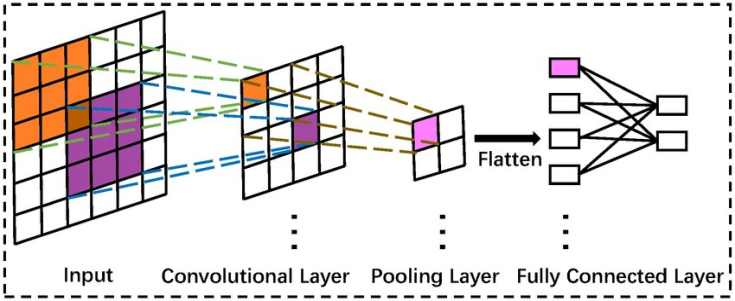 Flatten
Input
Convolutional Layer
Pooling Layer
Fully Connected Layer